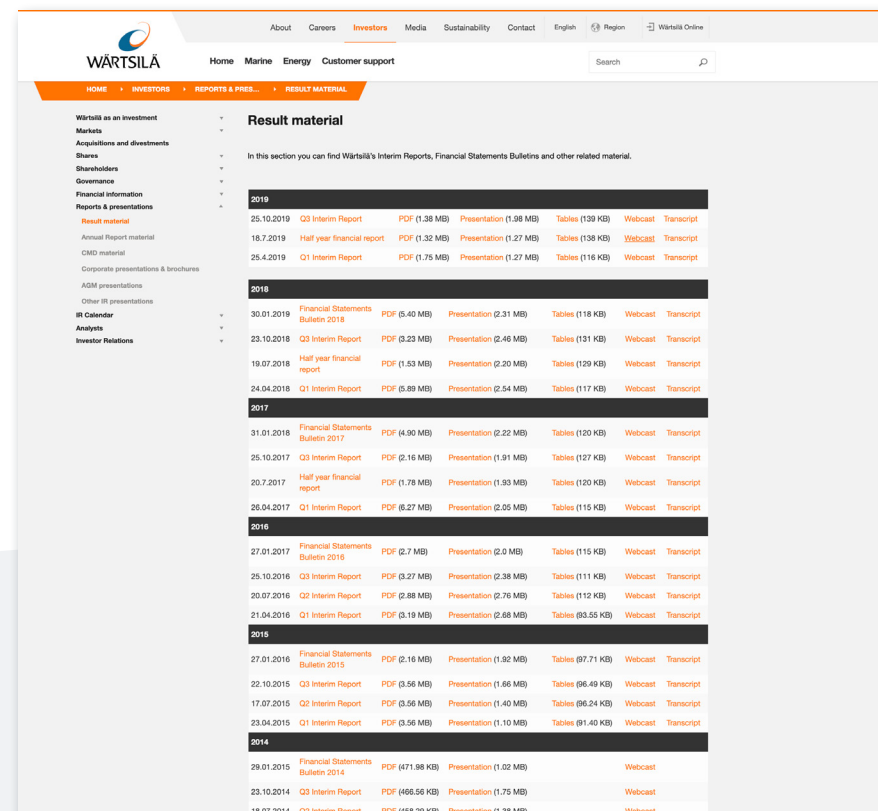 About Careers Investors Media Sustainability Contact English Region Wärtsilä Online
WÄRTSILÄ
Home Marine Energy Customer support
Search
HOME INVESTORS REPORTS & PRES... RESULT MATERIAL
Wärtsilä as an investment
Markets
Acquisitions and divestments
Shares
Shareholders
Governance
Financial information
Reports & presentations
Result material
Annual Report material
CMD material
Corporate presentations & brochures
AGM presentations
Other IR presentations
IR Calendar
Analysts
Investor Relations
Result material
In this section you can find Wärtsilä's Interim Reports, Financial Statements Bulletins and other related material.
2019
25.10.2019 Q3 Interim Report PDF (1.38 MB) Presentation (1.98 MB) Tables (139 KB) Webcast Transcript
18.7.2019 Half year financial report PDF (1.32 MB) Presentation (1.27 MB) Tables (138 KB) Webcast Transcript
25.4.2019 Q1 Interim Report PDF (1.75 MB) Presentation (1.27 MB) Tables (116 KB) Webcast Transcript
2018
30.01.2019 Financial Statements PDF (5.40 MB) Presentation (2.31 MB) Tables (118 KB) Webcast Transcript
Bulletin 2018
23.10.2018 Q3 Interim Report PDF (3.23 MB) Presentation (2.46 MB) Tables (131 KB) Webcast Transcript
19.07.2018 Half year financial PDF (1.53 MB) Presentation (2.20 MB) Tables (129 KB) Webcast Transcript
report
24.04.2018 Q1 Interim Report PDF (5.89 MB) Presentation (2.54 MB) Tables (117 KB) Webcast Transcript
2017
31.01.2018 Financial Statements PDF (4.90 MB) Presentation (2.22 MB) Tables (120 KB) Webcast Transcript
Bulletin 2017
25.10.2017 Q3 Interim Report PDF (2.16 MB) Presentation (1.91 MB) Tables (127 KB) Webcast Transcript
20.7.2017 Half year financial PDF (1.78 MB) Presentation (1.93 MB) Tables (120 KB) Webcast Transcript
report
26.04.2017 Q1 Interim Report PDF (6.27 MB) Presentation (2.05 MB) Tables (115 KB) Webcast Transcript
2016
27.01.2017 Financial Statements PDF (2.7 MB) Presentation (2.0 MB) Tables (115 KB) Webcast Transcript
Bulletin 2016
25.10.2016 Q3 Interim Report PDF (3.27 MB) Presentation (2.38 MB) Tables (111 KB) Webcast Transcript
20.07.2016 Q2 Interim Report PDF (2.88 MB) Presentation (2.76 MB) Tables (112 KB) Webcast Transcript
21.04.2016 Q1 Interim Report PDF (3.19 MB) Presentation (2.68 MB) Tables (93.55 KB) Webcast Transcript
2015
27.01.2016 Financial Statements PDF (2.16 MB) Presentation (1.92 MB) Tables (97.71 KB) Webcast Transcript
Bulletin 2015
22.10.2015 Q3 Interim Report PDF (3.56 MB) Presentation (1.66 MB) Tables (96.49 KB) Webcast Transcript
17.07.2015 Q2 Interim Report PDF (3.56 MB) Presentation (1.40 MB) Tables (96.24 KB) Webcast Transcript
23.04.2015 Q1 Interim Report PDF (3.56 MB) Presentation (1.10 MB) Tables (91.40 KB) Webcast Transcript
2014
29.01.2015 Financial Statements PDF (471.98 KB) Presentation (1.02 MB) Webcast
Bulletin 2014
23.10.2014 Q3 Interim Report PDF (466.56 KB) Presentation (1.75 MB) Webcast
18.07.2014 Q2 Interim Report PDF (458.29 KB) Presentation (1.38 MB) Webcast